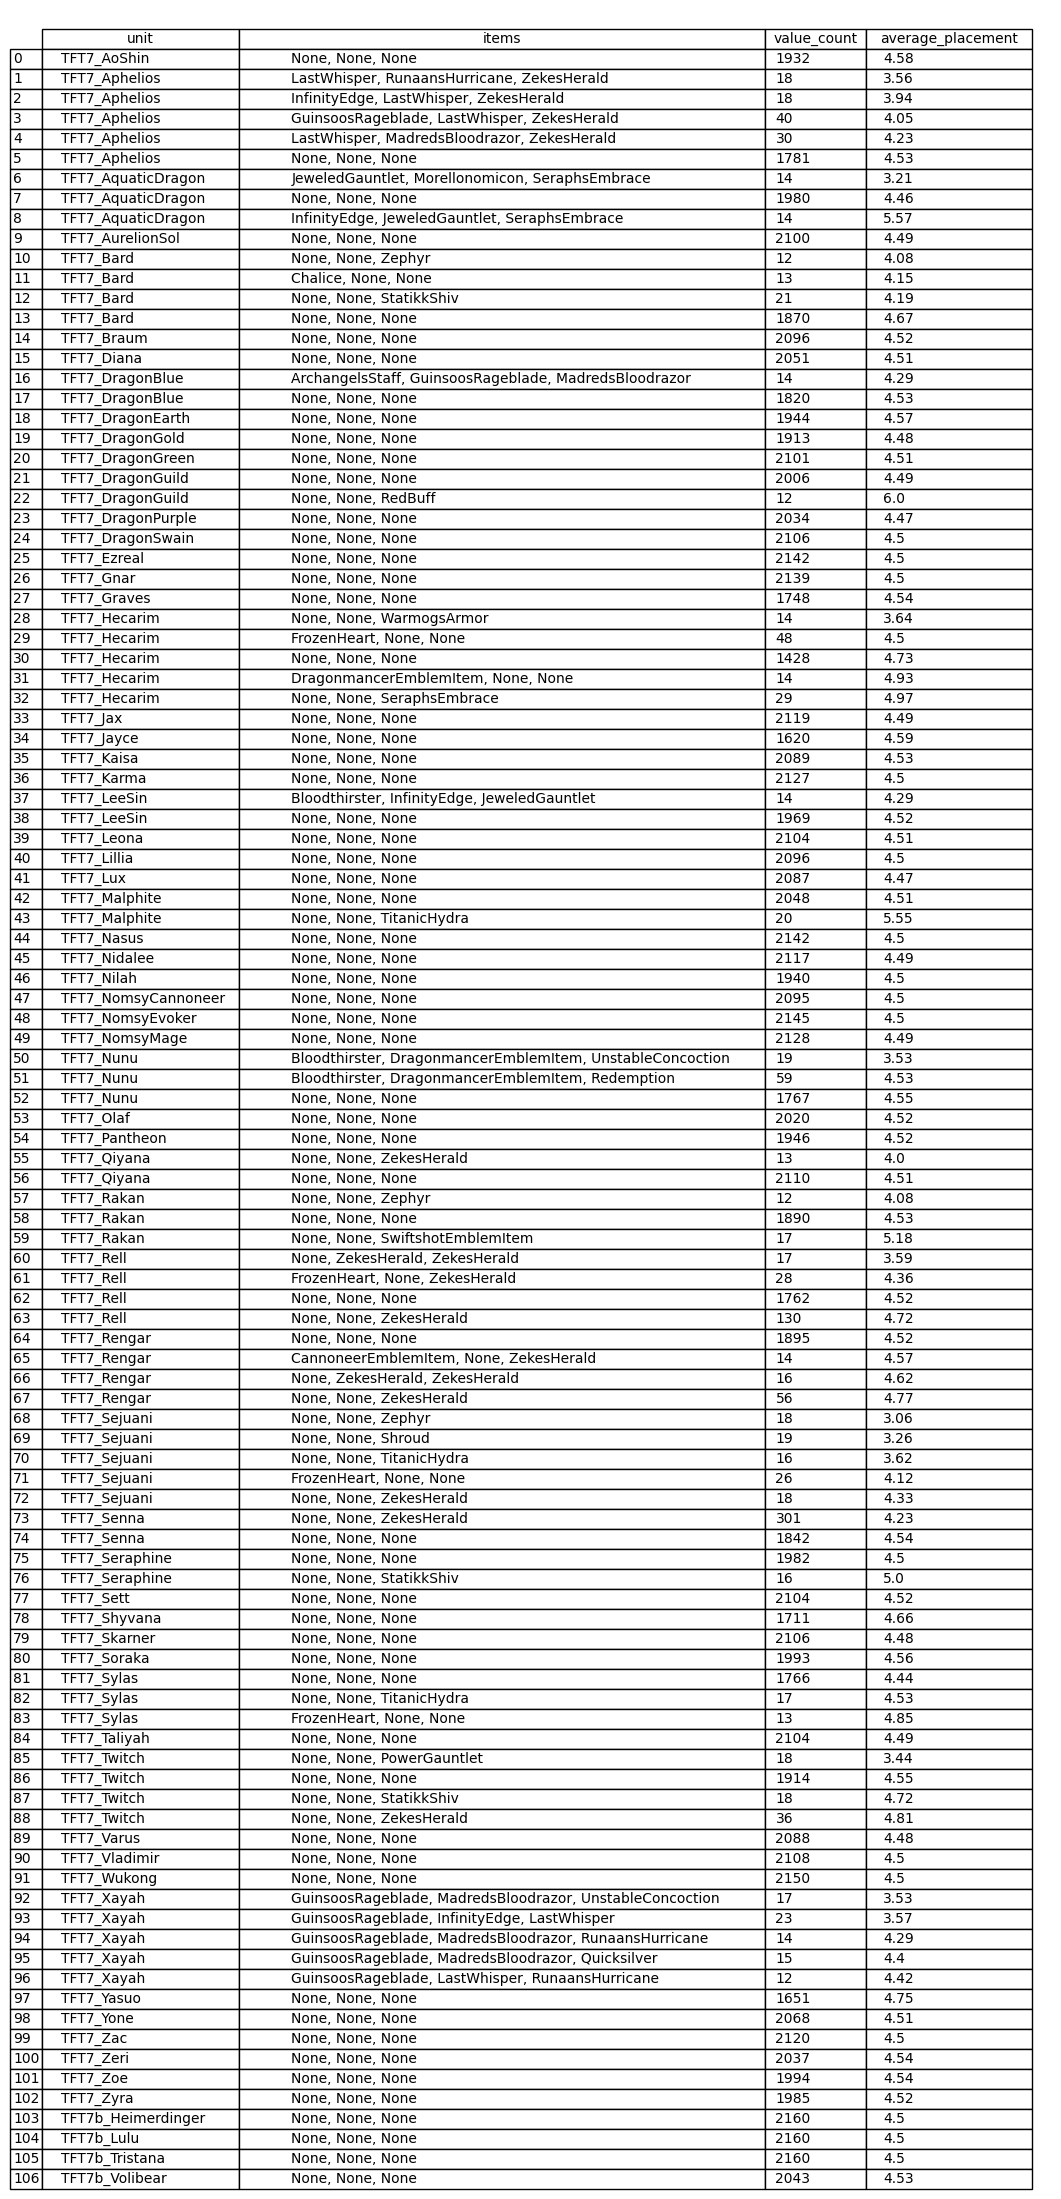 unit items value_count average_placement
0 TFT7_AoShin None, None, None 1932 4.58
1 TFT7_Aphelios LastWhisper, RunaansHurricane, ZekesHerald 18 3.56
2 TFT7_Aphelios InfinityEdge, LastWhisper, ZekesHerald 18 3.94
3 TFT7_Aphelios GuinsoosRageblade, LastWhisper, ZekesHerald 40 4.05
4 TFT7_Aphelios LastWhisper, MadredsBloodrazor, ZekesHerald 30 4.23
5 TFT7_Aphelios None, None, None 1781 4.53
6 TFT7_AquaticDragon JeweledGauntlet, Morellonomicon, SeraphsEmbrace 14 3.21
7 TFT7_AquaticDragon None, None, None 1980 4.46
8 TFT7_AquaticDragon InfinityEdge, JeweledGauntlet, SeraphsEmbrace 14 5.57
9 TFT7_AurelionSol None, None, None 2100 4.49
10 TFT7_Bard None, None, Zephyr 12 4.08
11 TFT7_Bard Chalice, None, None 13 4.15
12 TFT7_Bard None, None, StatikkShiv 21 4.19
13 TFT7_Bard None, None, None 1870 4.67
14 TFT7_Braum None, None, None 2096 4.52
15 TFT7_Diana None, None, None 2051 4.51
16 TFT7_DragonBlue ArchangelsStaff, GuinsoosRageblade, MadredsBloodrazor 14 4.29
17 TFT7_DragonBlue None, None, None 1820 4.53
18 TFT7_DragonEarth None, None, None 1944 4.57
19 TFT7_DragonGold None, None, None 1913 4.48
20 TFT7_DragonGreen None, None, None 2101 4.51
21 TFT7_DragonGuild None, None, None 2006 4.49
22 TFT7_DragonGuild None, None, RedBuff 12 6.0
23 TFT7_DragonPurple None, None, None 2034 4.47
24 TFT7_DragonSwain None, None, None 2106 4.5
25 TFT7_Ezreal None, None, None 2142 4.5
26 TFT7_Gnar None, None, None 2139 4.5
27 TFT7_Graves None, None, None 1748 4.54
28 TFT7_Hecarim None, None, WarmogsArmor 14 3.64
29 TFT7_Hecarim FrozenHeart, None, None 48 4.5
30 TFT7_Hecarim None, None, None 1428 4.73
31 TFT7_Hecarim DragonmancerEmblemItem, None, None 14 4.93
32 TFT7_Hecarim None, None, SeraphsEmbrace 29 4.97
33 TFT7_Jax None, None, None 2119 4.49
34 TFT7_Jayce None, None, None 1620 4.59
35 TFT7_Kaisa None, None, None 2089 4.53
36 TFT7_Karma None, None, None 2127 4.5
37 TFT7_LeeSin Bloodthirster, InfinityEdge, JeweledGauntlet 14 4.29
38 TFT7_LeeSin None, None, None 1969 4.52
39 TFT7_Leona None, None, None 2104 4.51
40 TFT7_Lillia None, None, None 2096 4.5
41 TFT7_Lux None, None, None 2087 4.47
42 TFT7_Malphite None, None, None 2048 4.51
43 TFT7_Malphite None, None, TitanicHydra 20 5.55
44 TFT7_Nasus None, None, None 2142 4.5
45 TFT7_Nidalee None, None, None 2117 4.49
46 TFT7_Nilah None, None, None 1940 4.5
47 TFT7_NomsyCannoneer None, None, None 2095 4.5
48 TFT7_NomsyEvoker None, None, None 2145 4.5
49 TFT7_NomsyMage None, None, None 2128 4.49
50 TFT7_Nunu Bloodthirster, DragonmancerEmblemItem, UnstableConcoction 19 3.53
51 TFT7_Nunu Bloodthirster, DragonmancerEmblemItem, Redemption 59 4.53
52 TFT7_Nunu None, None, None 1767 4.55
53 TFT7_Olaf None, None, None 2020 4.52
54 TFT7_Pantheon None, None, None 1946 4.52
55 TFT7_Qiyana None, None, ZekesHerald 13 4.0
56 TFT7_Qiyana None, None, None 2110 4.51
57 TFT7_Rakan None, None, Zephyr 12 4.08
58 TFT7_Rakan None, None, None 1890 4.53
59 TFT7_Rakan None, None, SwiftshotEmblemItem 17 5.18
60 TFT7_Rell None, ZekesHerald, ZekesHerald 17 3.59
61 TFT7_Rell FrozenHeart, None, ZekesHerald 28 4.36
62 TFT7_Rell None, None, None 1762 4.52
63 TFT7_Rell None, None, ZekesHerald 130 4.72
64 TFT7_Rengar None, None, None 1895 4.52
65 TFT7_Rengar CannoneerEmblemItem, None, ZekesHerald 14 4.57
66 TFT7_Rengar None, ZekesHerald, ZekesHerald 16 4.62
67 TFT7_Rengar None, None, ZekesHerald 56 4.77
68 TFT7_Sejuani None, None, Zephyr 18 3.06
69 TFT7_Sejuani None, None, Shroud 19 3.26
70 TFT7_Sejuani None, None, TitanicHydra 16 3.62
71 TFT7_Sejuani FrozenHeart, None, None 26 4.12
72 TFT7_Sejuani None, None, ZekesHerald 18 4.33
73 TFT7_Senna None, None, ZekesHerald 301 4.23
74 TFT7_Senna None, None, None 1842 4.54
75 TFT7_Seraphine None, None, None 1982 4.5
76 TFT7_Seraphine None, None, StatikkShiv 16 5.0
77 TFT7_Sett None, None, None 2104 4.52
78 TFT7_Shyvana None, None, None 1711 4.66
79 TFT7_Skarner None, None, None 2106 4.48
80 TFT7_Soraka None, None, None 1993 4.56
81 TFT7_Sylas None, None, None 1766 4.44
82 TFT7_Sylas None, None, TitanicHydra 17 4.53
83 TFT7_Sylas FrozenHeart, None, None 13 4.85
84 TFT7_Taliyah None, None, None 2104 4.49
85 TFT7_Twitch None, None, PowerGauntlet 18 3.44
86 TFT7_Twitch None, None, None 1914 4.55
87 TFT7_Twitch None, None, StatikkShiv 18 4.72
88 TFT7_Twitch None, None, ZekesHerald 36 4.81
89 TFT7_Varus None, None, None 2088 4.48
90 TFT7_Vladimir None, None, None 2108 4.5
91 TFT7_Wukong None, None, None 2150 4.5
92 TFT7_Xayah GuinsoosRageblade, MadredsBloodrazor, UnstableConcoction 17 3.53
93 TFT7_Xayah GuinsoosRageblade, InfinityEdge, LastWhisper 23 3.57
94 TFT7_Xayah GuinsoosRageblade, MadredsBloodrazor, RunaansHurricane 14 4.29
95 TFT7_Xayah GuinsoosRageblade, MadredsBloodrazor, Quicksilver 15 4.4
96 TFT7_Xayah GuinsoosRageblade, LastWhisper, RunaansHurricane 12 4.42
97 TFT7_Yasuo None, None, None 1651 4.75
98 TFT7_Yone None, None, None 2068 4.51
99 TFT7_Zac None, None, None 2120 4.5
100 TFT7_Zeri None, None, None 2037 4.54
101 TFT7_Zoe None, None, None 1994 4.54
102 TFT7_Zyra None, None, None 1985 4.52
103 TFT7b_Heimerdinger None, None, None 2160 4.5
104 TFT7b_Lulu None, None, None 2160 4.5
105 TFT7b_Tristana None, None, None 2160 4.5
106 TFT7b_Volibear None, None, None 2043 4.53